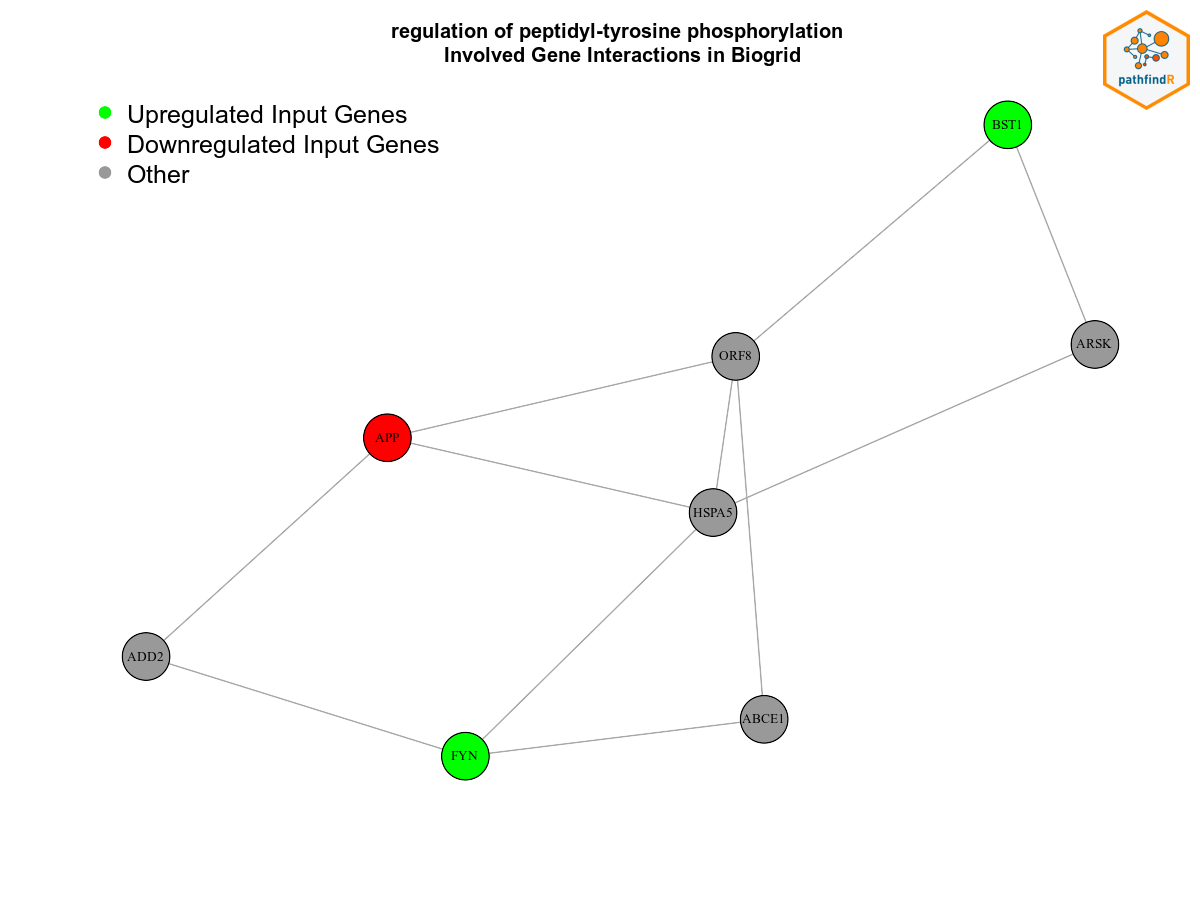 regulation of peptidyl-tyrosine phosphorylation
Involved Gene Interactions in Biogrid
pathfindR
Upregulated Input Genes
Downregulated Input Genes
Other
BST1
ARSK
ORF8
APP
HSPA5
ADD2
ABCE1
FYN